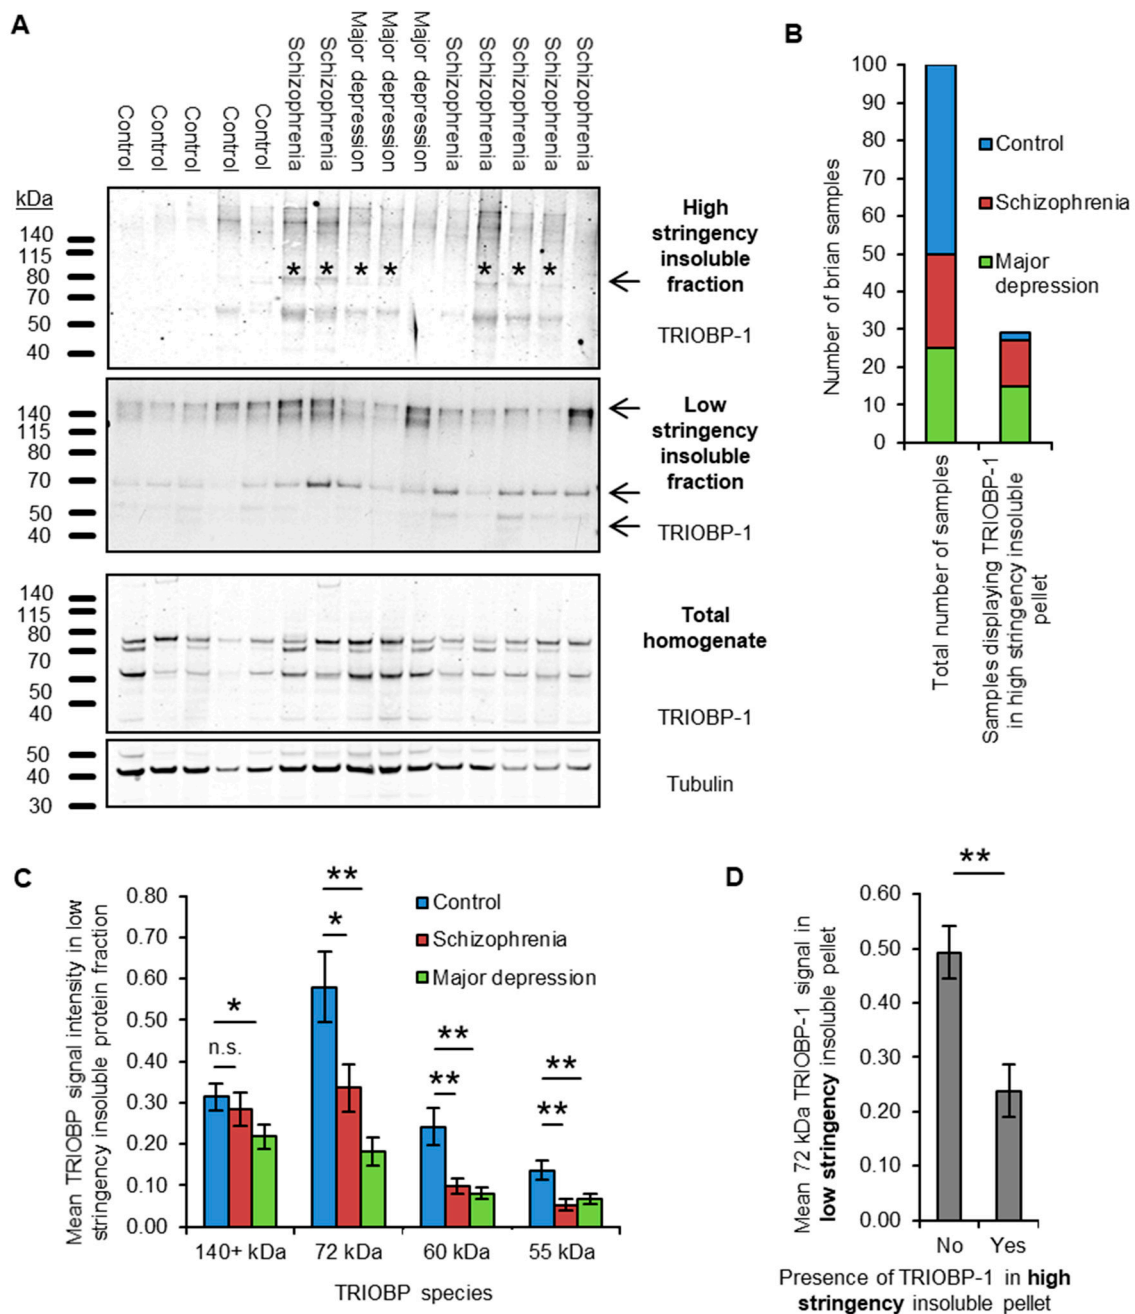 A
Control
Control
Control
Control
Control
Schizophrenia
Schizophrenia
Major depression
Major depression
Major depression
Schizophrenia
Schizophrenia
Schizophrenia
Schizophrenia
Schizophrenia
kDa
140
115
80
70
50
40
* * * * * * *
High
stringency
insoluble
fraction
TRIOBP-1
140
115
80
70
50
40
Low
stringency
insoluble
fraction
TRIOBP-1
140
115
80
70
50
40
Total
homogenate
TRIOBP-1
50
40
30
Tubulin
B
Number of brian samples
100
90
80
70
60
50
40
30
20
10
0
Control
Schizophrenia
Major
depression
Total number of samples
Samples displaying TRIOBP-1
in high stringency insoluble
pellet
C
Mean TRIOBP signal intensity in low
stringency insoluble protein fraction
0.80
0.70
0.60
0.50
0.40
0.30
0.20
0.10
0.00
Control
Schizophrenia
Major depression
*
n.s.
**
*
**
**
**
**
140+ kDa
72 kDa
60 kDa
55 kDa
TRIOBP species
D
Mean 72 kDa TRIOBP-1 signal in
low stringency insoluble pellet
0.60
0.50
0.40
0.30
0.20
0.10
0.00
**
No
Yes
Presence of TRIOBP-1 in high
stringency insoluble pellet